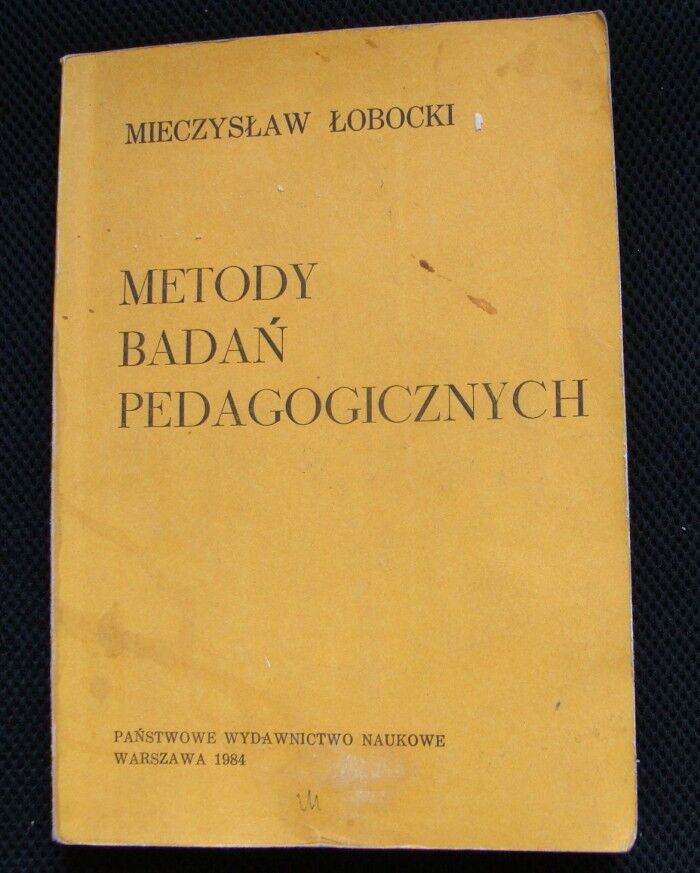 MIECZYSŁAW ŁOBOCKI
METODY
BADAŃ
PEDAGOGICZNYCH
PAŃSTWOWE WYDAWNICTWO NAUKOWE
WARSZAWA 1984